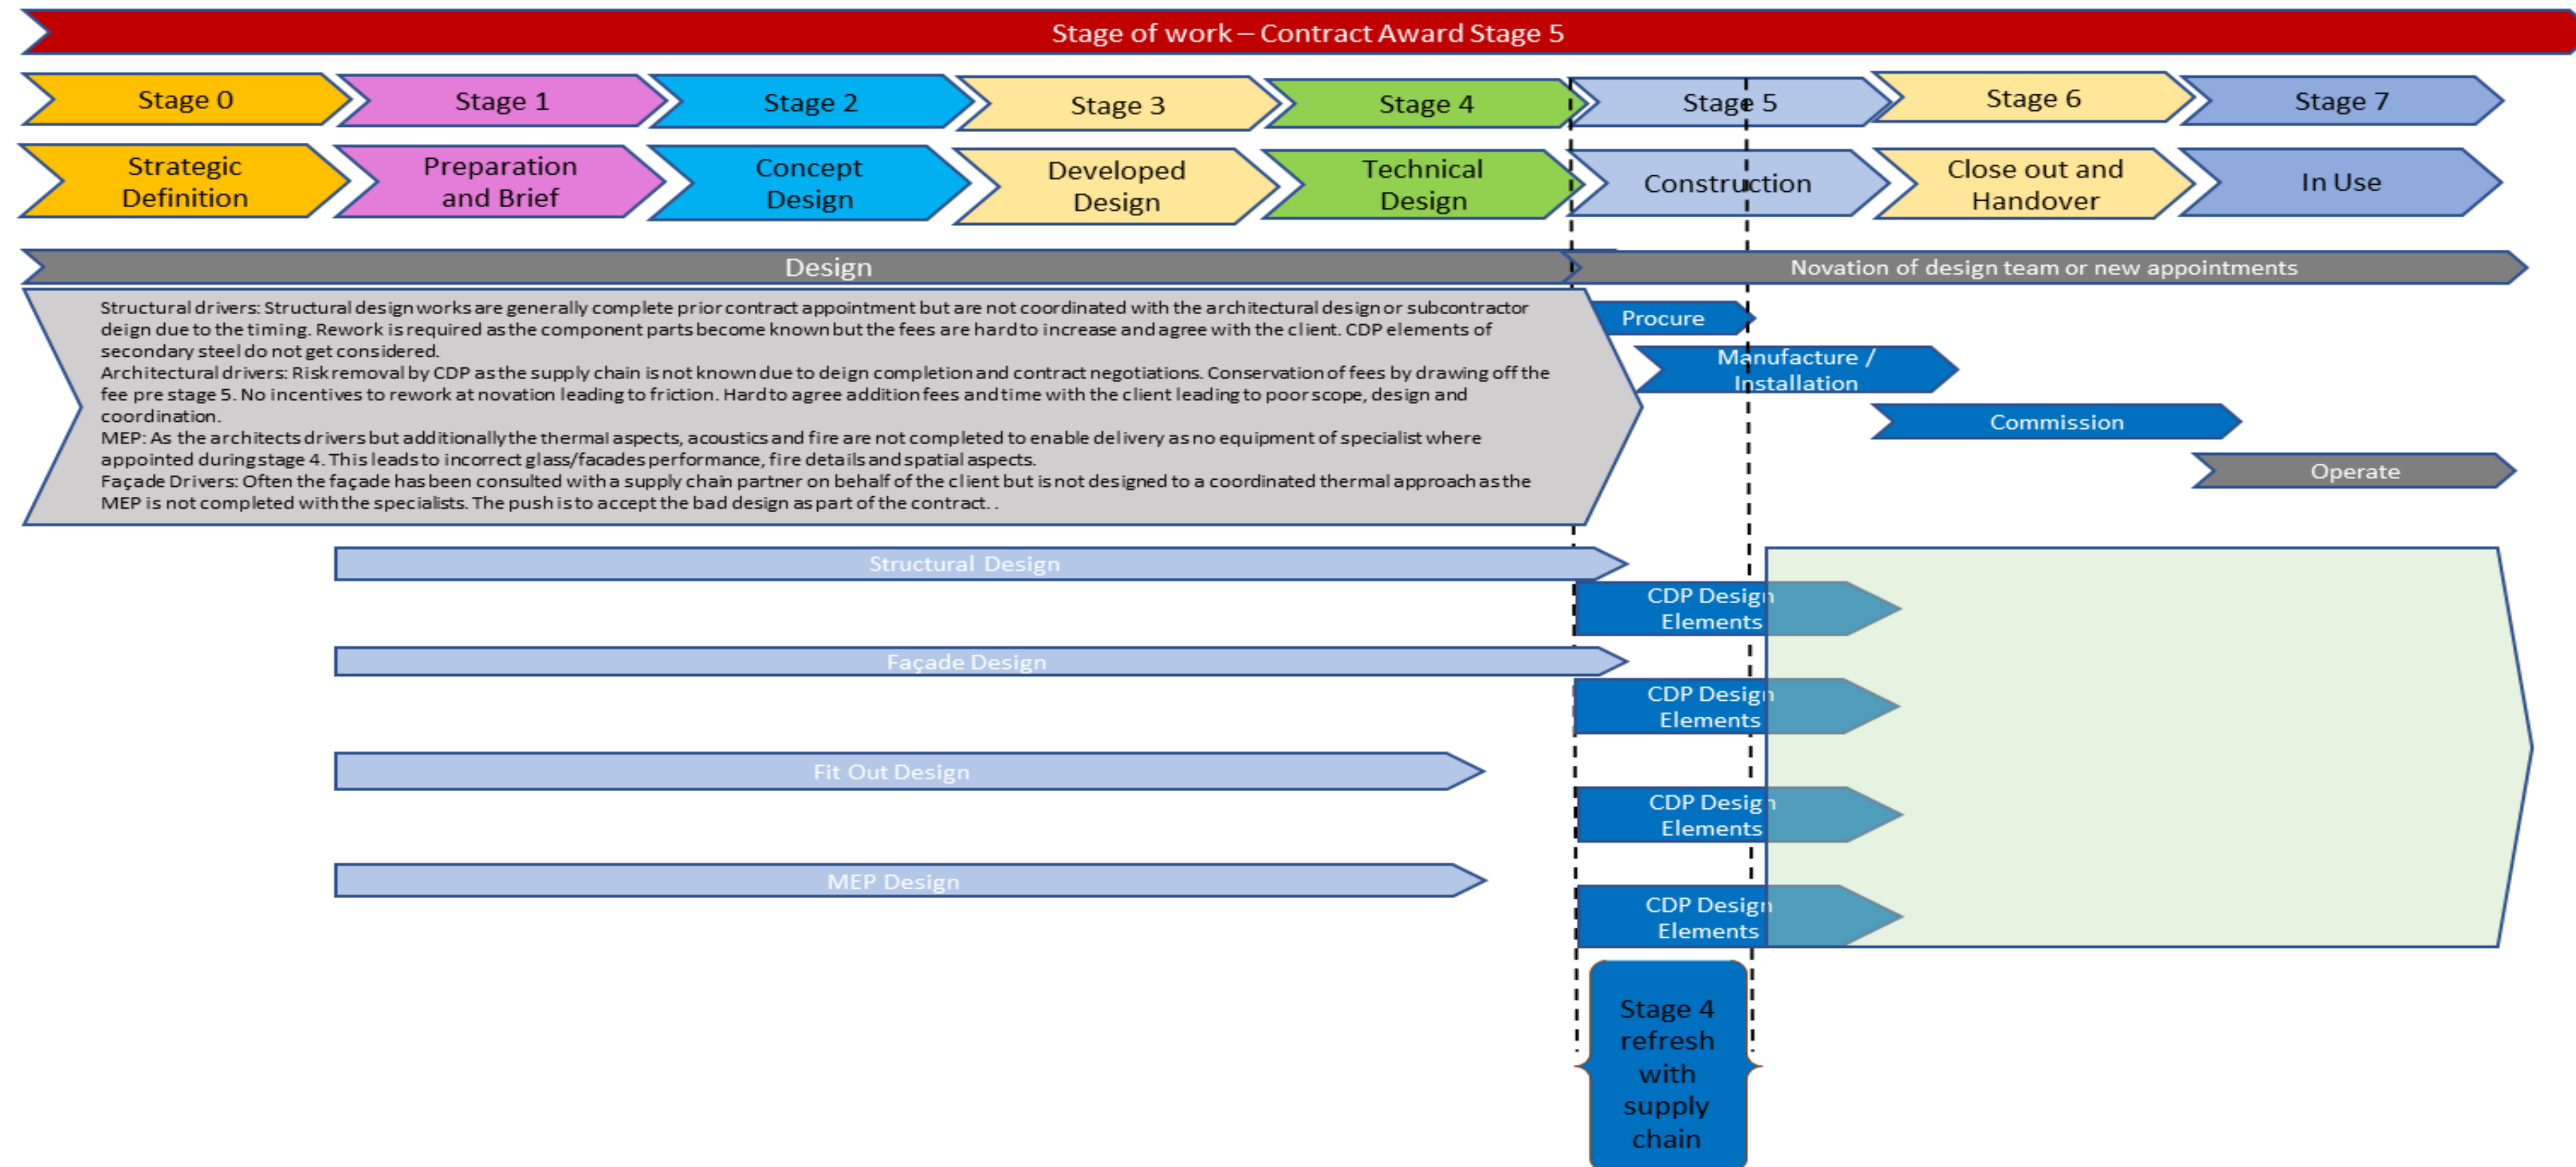 Stage of work – Contract Award Stage 5
Stage 0
Stage 1
Stage 2
Stage 3
Stage 4
Stage 5
Stage 6
Stage 7
Strategic
Definition
Preparation
and Brief
Concept
Design
Developed
Design
Technical
Design
Construction
Close out and
Handover
In Use
Design
Novation of design team or new appointments
Structural drivers: Structural design works are generally complete prior contract appointment but are not coordinated with the architectural design or subcontractor
deign due to the timing. Rework is required as the component parts become known but the fees are hard to increase and agree with the client. CDP elements of
secondary steel do not get considered.
Architectural drivers: Risk removal by CDP as the supply chain is not known due to deign completion and contract negotiations. Conservation of fees by drawing off the
fee pre stage 5. No incentives to rework at novation leading to friction. Hard to agree addition fees and time with the client leading to poor scope, design and
coordination.
MEP: As the architects drivers but additionally the thermal aspects, acoustics and fire are not completed to enable delivery as no equipment of specialist where
appointed during stage 4. This leads to incorrect glass/facades performance, fire details and spatial aspects.
Façade Drivers: Often the façade has been consulted with a supply chain partner on behalf of the client but is not designed to a coordinated thermal approach as the
MEP is not completed with the specialists. The push is to accept the bad design as part of the contract. .
Procure
Manufacture /
Installation
Commission
Operate
Structural Design
CDP Design
Elements
Façade Design
CDP Design
Elements
Fit Out Design
CDP Design
Elements
MEP Design
CDP Design
Elements
Stage 4
refresh
with
supply
chain